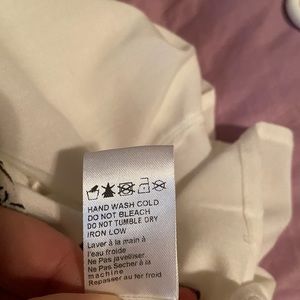 HAND WASH COLD
DO NOT BLEACH
DO NOT TUMBLE DRY
IRON LOW
Laver à la main à
l'eau froide
Ne Pas javelliser
Ne Pas Secher à la
machine
Repasser au fer froid